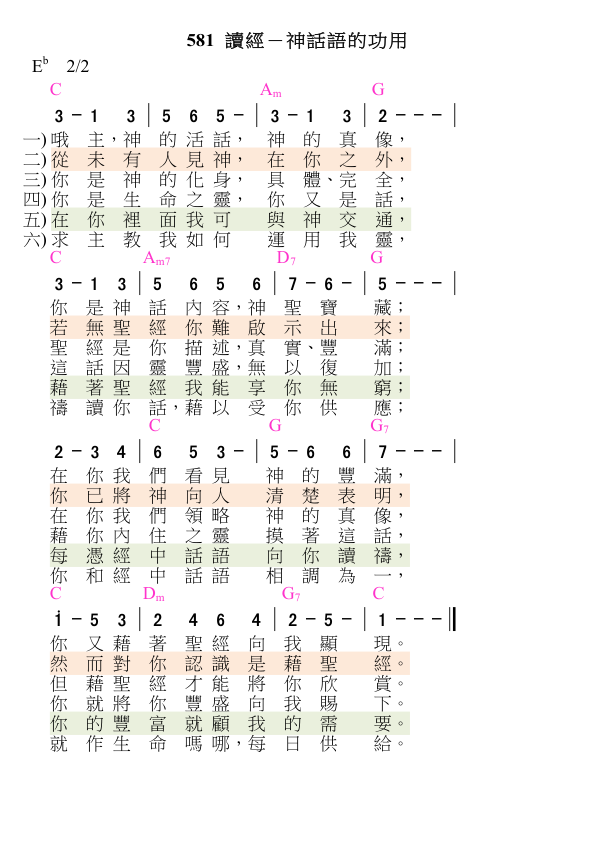 581 讀經－神話語的功用
E♭ 2/2
C Am G
3 - 1 3 | 5 6 5 - | 3 - 1 3 | 2 - - - |
一) 哦主，神的活話，神的真像，
二) 從未有人見神，在你之外，
三) 你是神的化身，具體、完全，
四) 你是生命之靈，你又是話，
五) 在你裡面我可與神交通，
六) 求主教我如何運用我靈，
C Am7 D7 G
3 - 1 3 | 5 6 5 6 | 7 - 6 - | 5 - - - |
你是神話內容，神聖寶藏；
若無聖經你難啟示出來；
聖經是你描述，真實、豐滿；
這話因靈豐盛，無以復加；
藉著聖經我能享你無窮；
禱讀你話，藉以受你供應；
C G G7
2 - 3 4 | 6 5 3 - | 5 - 6 6 | 7 - - - |
在你我們看見神的豐滿，
你已將神向人清楚表明，
在你我們領略神的真像，
藉你內住之靈摸著這話，
每憑經中話語向你讀禱，
你和經中話語相調為一，
C Dm G7 C
1̇ - 5 3 | 2 4 6 4 | 2 - 5 - | 1 - - - ‖
你又藉著聖經向我顯現。
然而對你認識是藉聖經。
但藉聖經才能將你欣賞。
你就將你豐盛向我賜下。
你的豐富就顧我的需要。
就作生命嗎哪，每日供給。